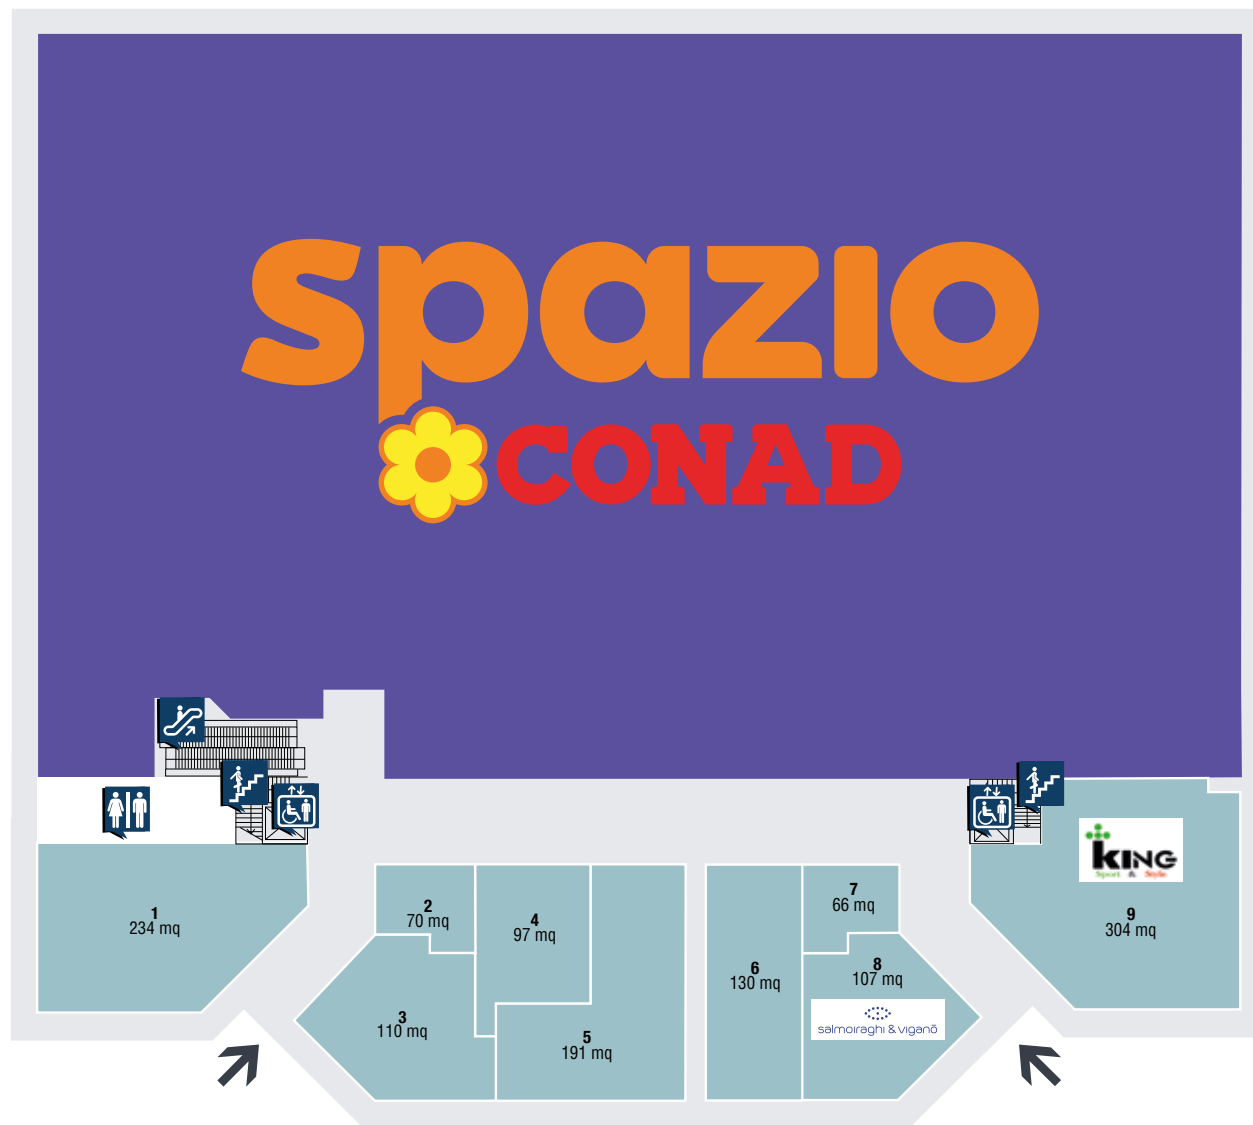 spazio
CONAD
KING
Sport & Style
1
234 mq
2
70 mq
4
97 mq
7
66 mq
9
304 mq
3
110 mq
5
191 mq
6
130 mq
8
107 mq
salmoiraghi & viganò